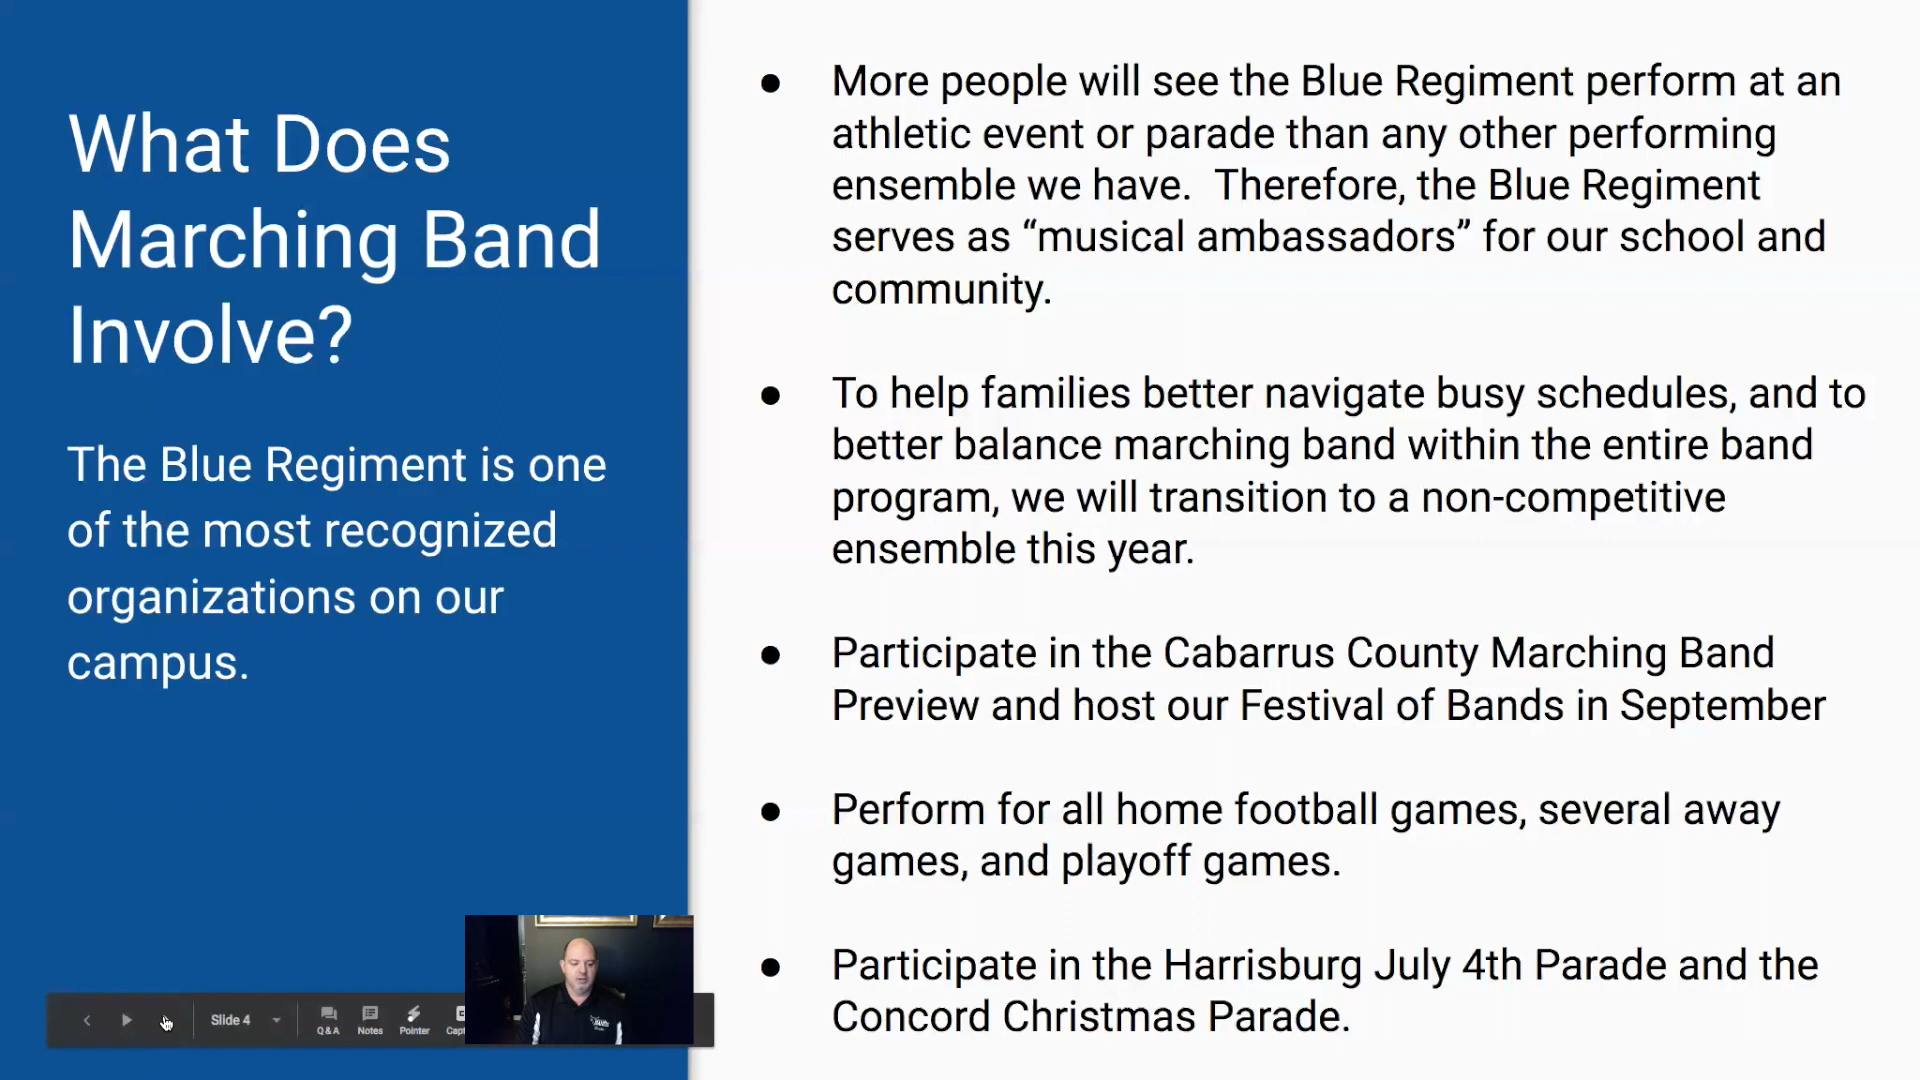 What Does
Marching Band
Involve?
The Blue Regiment is one
of the most recognized
organizations on our
campus.
● More people will see the Blue Regiment perform at an
athletic event or parade than any other performing
ensemble we have.  Therefore, the Blue Regiment
serves as “musical ambassadors” for our school and
community.
● To help families better navigate busy schedules, and to
better balance marching band within the entire band
program, we will transition to a non-competitive
ensemble this year.
● Participate in the Cabarrus County Marching Band
Preview and host our Festival of Bands in September
● Perform for all home football games, several away
games, and playoff games.
● Participate in the Harrisburg July 4th Parade and the
Concord Christmas Parade.
Slide 4
Q&A Notes Pointer Capt